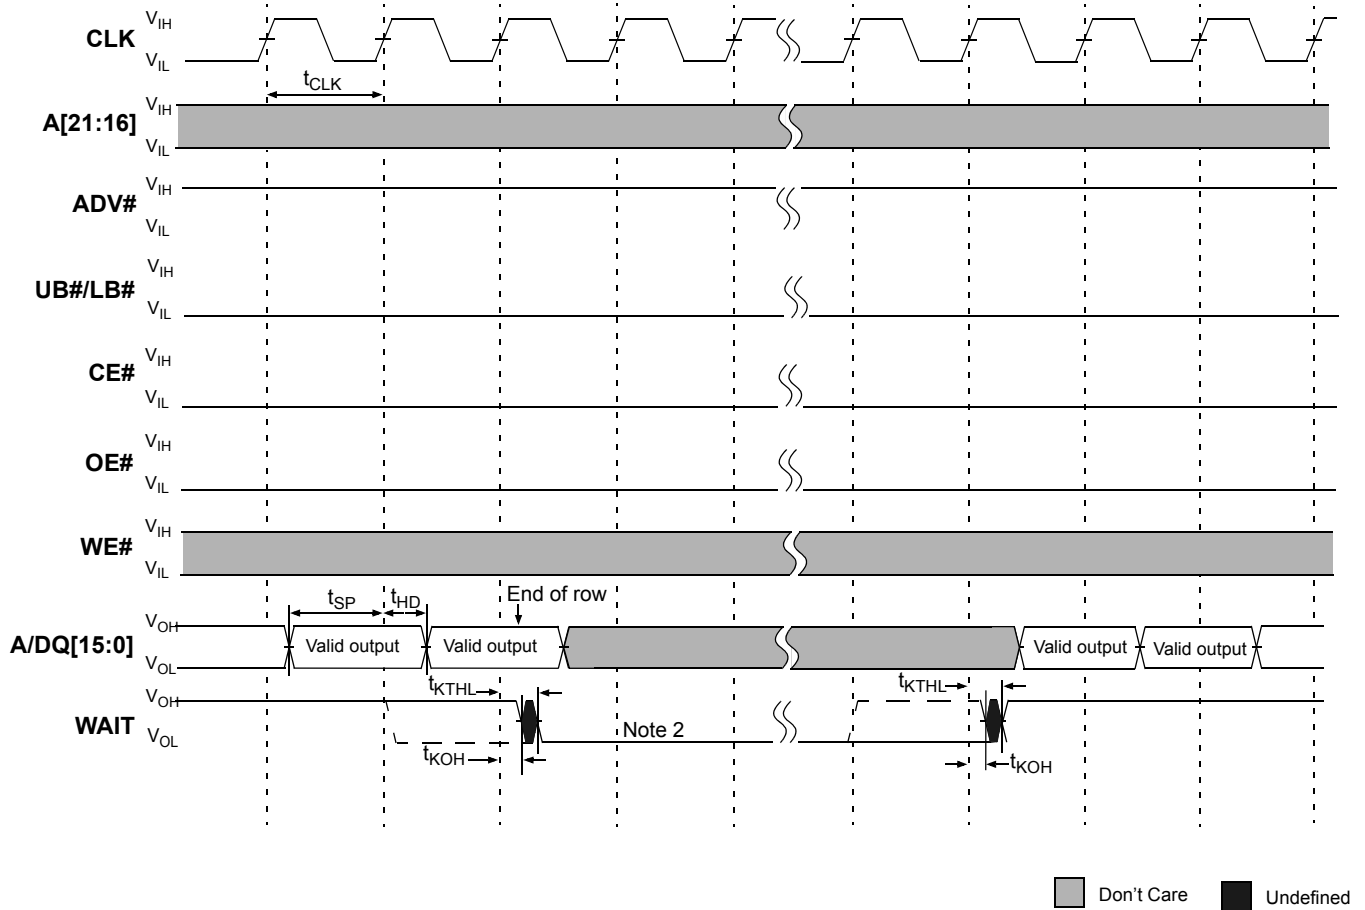 V_IH
CLK
V_IL
t_CLK
V_IH
A[21:16]
V_IL
V_IH
ADV#
V_IL
V_IH
UB#/LB#
V_IL
V_IH
CE#
V_IL
V_IH
OE#
V_IL
V_IH
WE#
V_IL
t_SP t_HD End of row
V_OH
A/DQ[15:0] Valid output Valid output Valid output Valid output
V_OL
t_KTHL t_KTHL
V_OH
WAIT Note 2
V_OL
t_KOH t_KOH
Don't Care Undefined